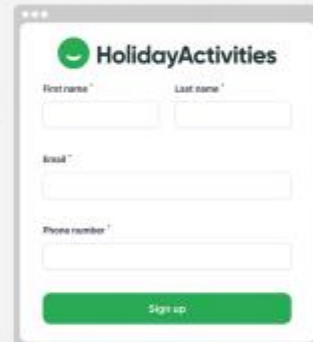 HolidayActivities
First name * Last name *
Email *
Phone number *
Sign up